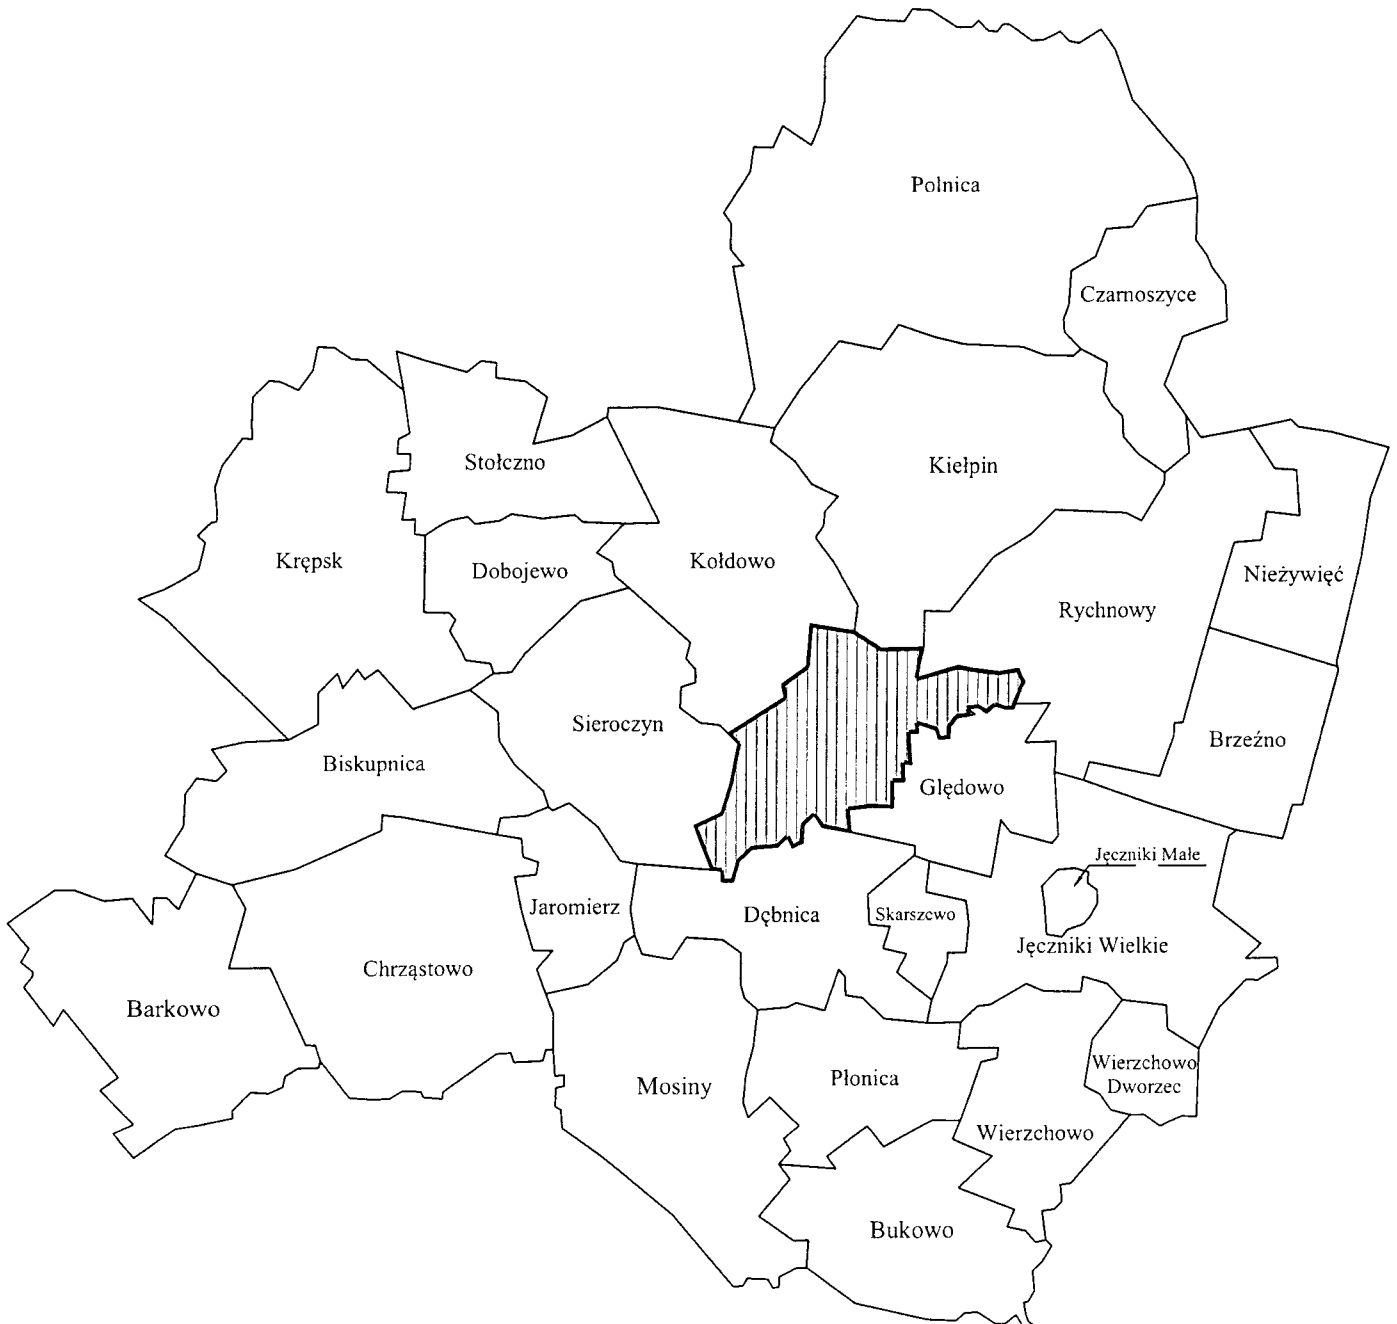 Polnica
Czarnoszyce
Stołczno
Kiełpin
Krępsk
Dobojewo
Kołdowo
Nieżywięć
Rychnowy
Sieroczyn
Brzeźno
Biskupnica
Ględowo
Jęczniki Małe
Jaromierz
Dębnica
Skarszewo
Jęczniki Wielkie
Chrząstowo
Barkowo
Wierzchowo
Dworzec
Mosiny
Płonica
Wierzchowo
Bukowo